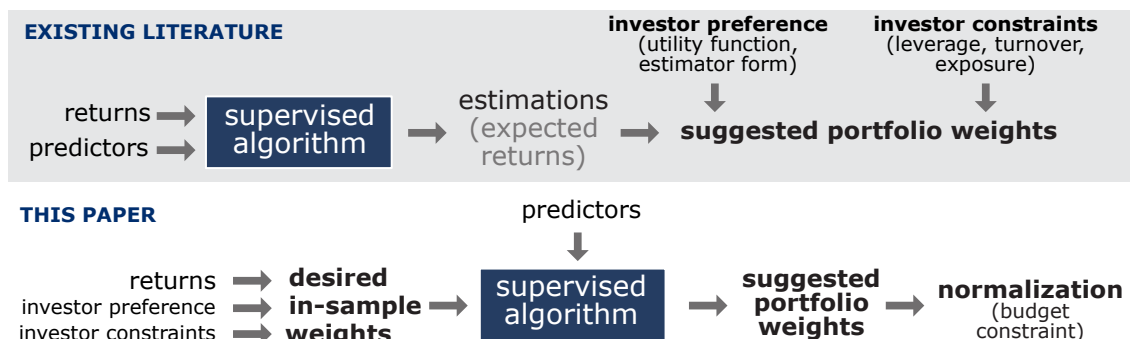 EXISTING LITERATURE
investor preference
(utility function,
estimator form)
investor constraints
(leverage, turnover,
exposure)
returns
predictors
supervised
algorithm
estimations
(expected
returns)
suggested portfolio weights
THIS PAPER
predictors
returns
investor preference
investor constraints
desired
in-sample
weights
supervised
algorithm
suggested
portfolio
weights
normalization
(budget
constraint)